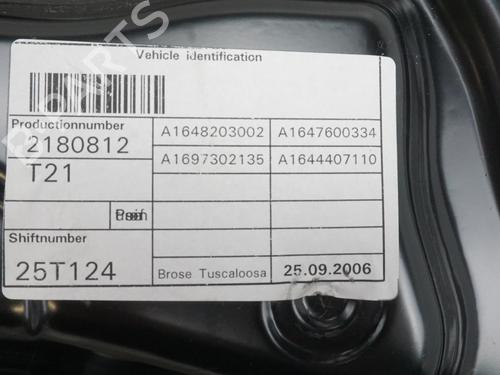 Vehicle identification
Productionnumber
2180812
T21
A1648203002 A1647600334
A1697302135 A1644407110
Shiftnumber
25T124
Brose Tuscaloosa 25.09.2006